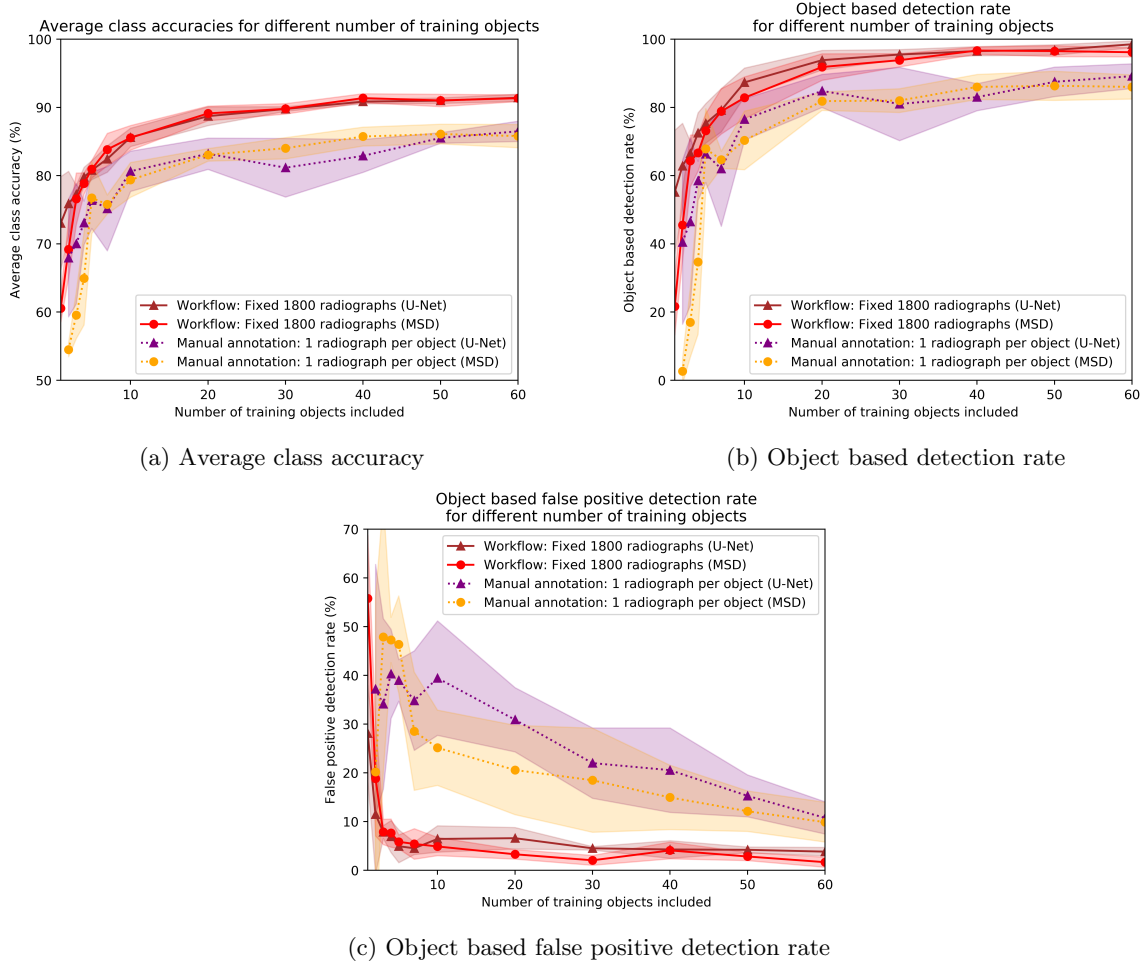 Average class accuracies for different number of training objects
100
90
80
70
60
50
Average class accuracy (%)
Workflow: Fixed 1800 radiographs (U-Net)
Workflow: Fixed 1800 radiographs (MSD)
Manual annotation: 1 radiograph per object (U-Net)
Manual annotation: 1 radiograph per object (MSD)
10 20 30 40 50 60
Number of training objects included
(a) Average class accuracy
Object based detection rate
for different number of training objects
100
80
60
40
20
0
Object based detection rate (%)
Workflow: Fixed 1800 radiographs (U-Net)
Workflow: Fixed 1800 radiographs (MSD)
Manual annotation: 1 radiograph per object (U-Net)
Manual annotation: 1 radiograph per object (MSD)
10 20 30 40 50 60
Number of training objects included
(b) Object based detection rate
Object based false positive detection rate
for different number of training objects
70
60
50
40
30
20
10
0
False positive detection rate (%)
Workflow: Fixed 1800 radiographs (U-Net)
Workflow: Fixed 1800 radiographs (MSD)
Manual annotation: 1 radiograph per object (U-Net)
Manual annotation: 1 radiograph per object (MSD)
10 20 30 40 50 60
Number of training objects included
(c) Object based false positive detection rate